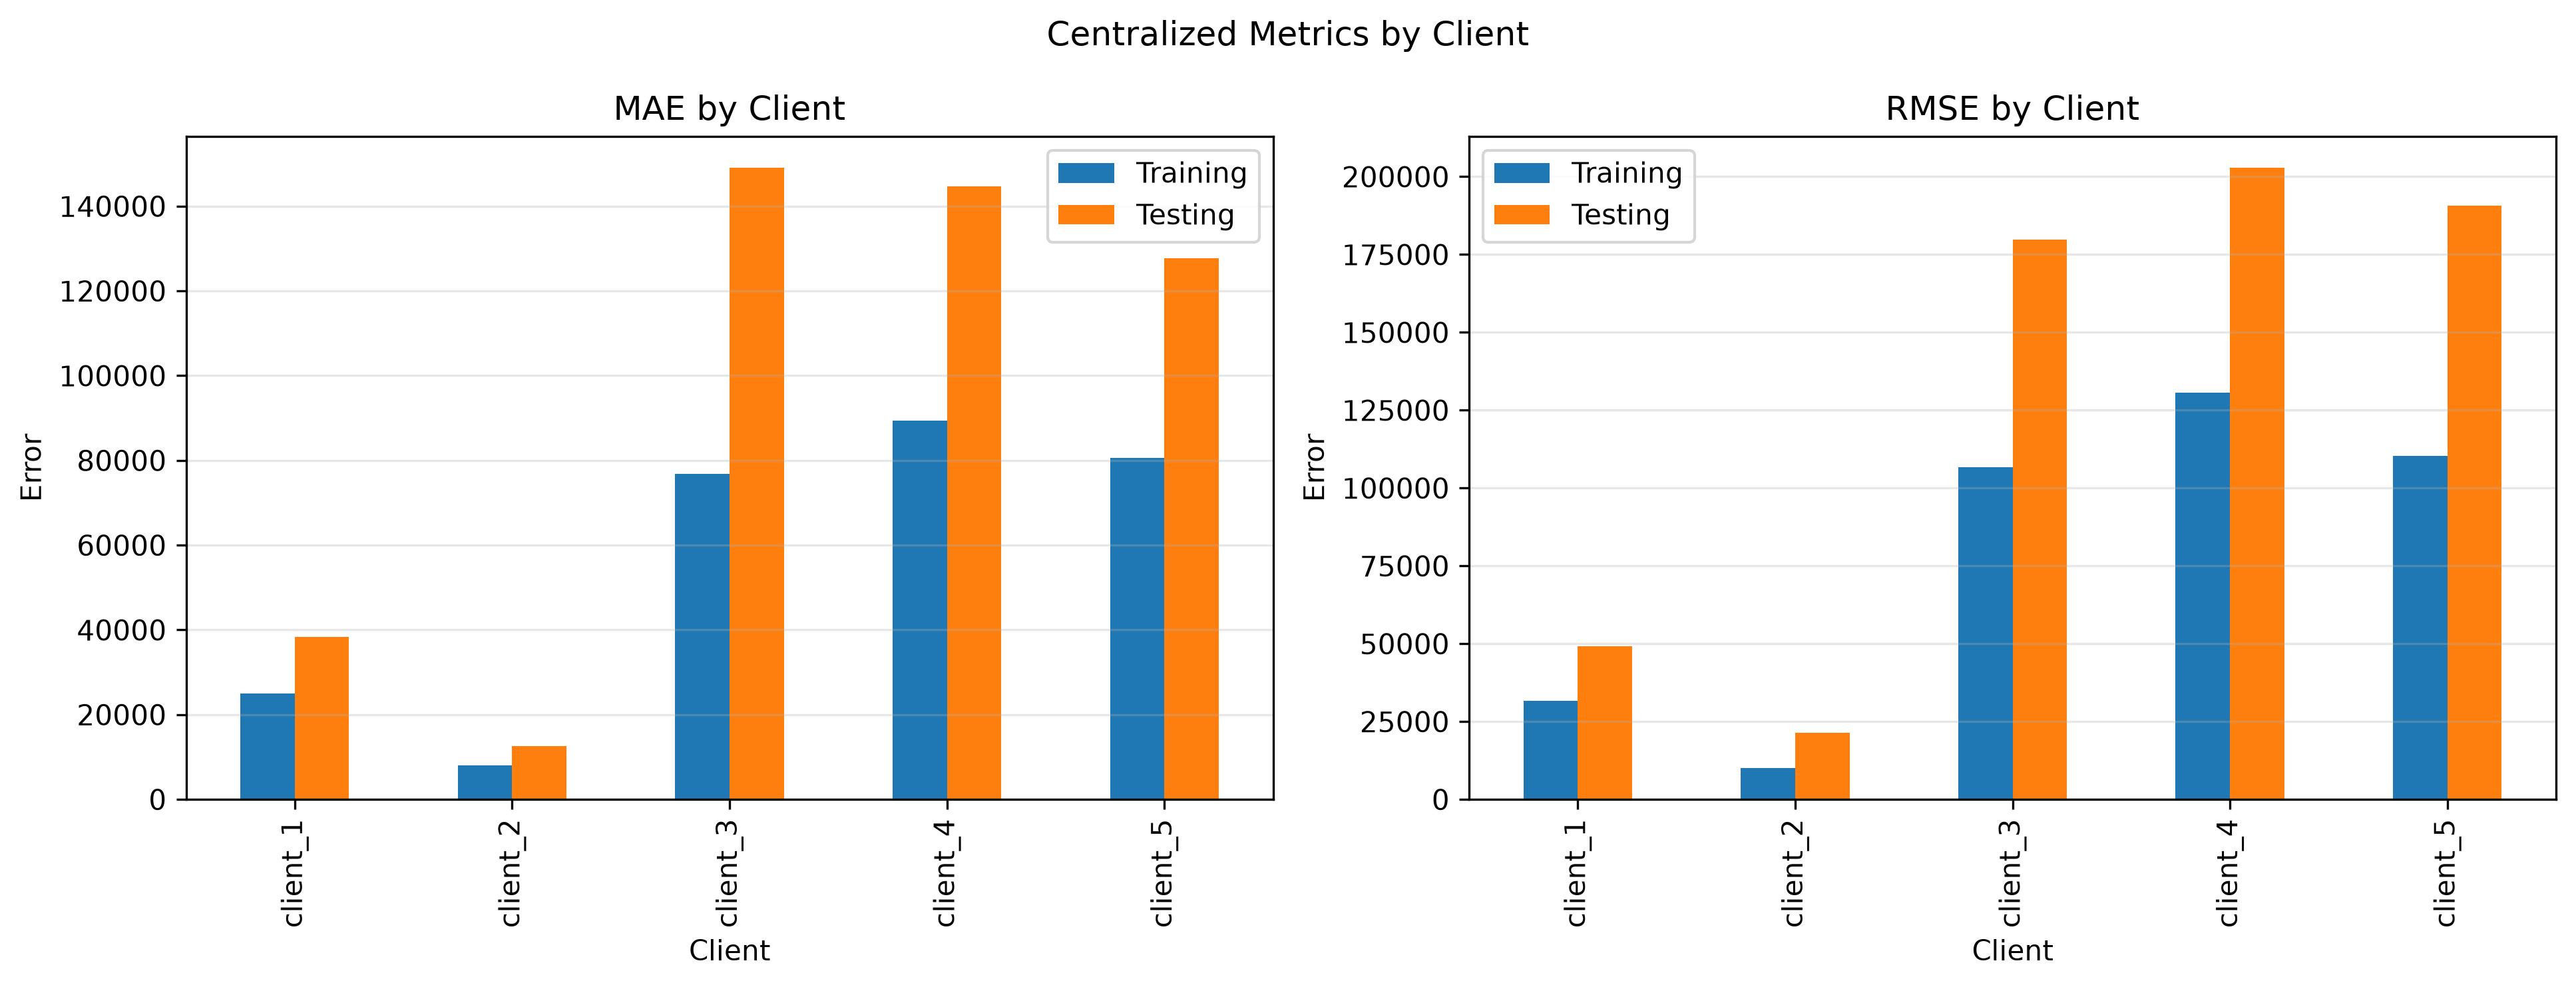 Centralized Metrics by Client
MAE by Client
Training
Testing
Error
140000
120000
100000
80000
60000
40000
20000
0
client_1
client_2
client_3
client_4
client_5
Client
RMSE by Client
Training
Testing
Error
200000
175000
150000
125000
100000
75000
50000
25000
0
client_1
client_2
client_3
client_4
client_5
Client